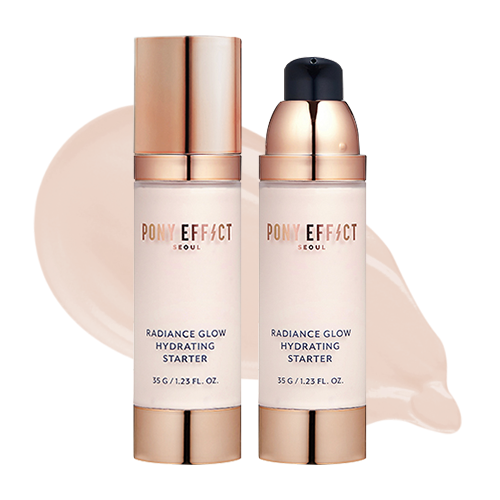 PONY EFFECT
SEOUL
RADIANCE GLOW
HYDRATING
STARTER
35 G / 1.23 FL. OZ.
PONY EFFECT
SEOUL
RADIANCE GLOW
HYDRATING
STARTER
35 G / 1.23 FL. OZ.